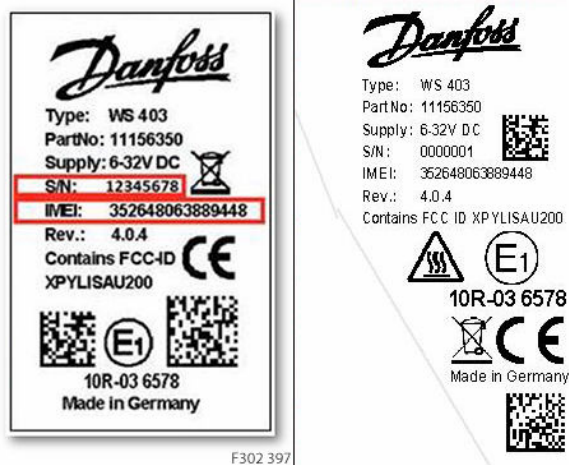 Danfoss
Type: WS 403
PartNo: 11156350
Supply: 6-32V DC
S/N: 12345678
IMEI: 352648063889448
Rev.: 4.0.4
Contains FCC-ID
XPYLISAU200
CE
E1
10R-03 6578
Made in Germany
F302 397
Danfoss
Type: WS 403
PartNo: 11156350
Supply: 6-32V DC
S/N: 0000001
IMEI: 352648063889448
Rev.: 4.0.4
Contains FCC ID XPYLISAU200
E1
10R-03 6578
CE
Made in Germany